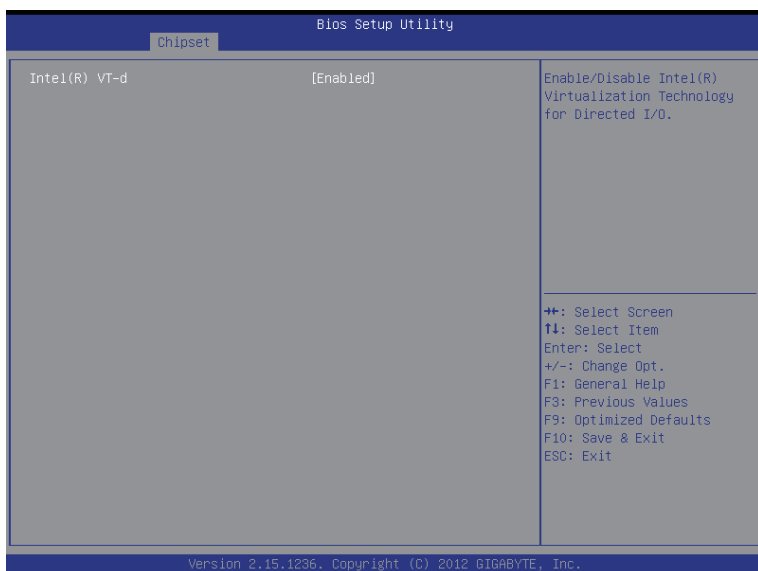 Bios Setup Utility
Chipset
Intel(R) VT-d [Enabled]
Enable/Disable Intel(R)
Virtualization Technology
for Directed I/O.
→←: Select Screen
↑↓: Select Item
Enter: Select
+/-: Change Opt.
F1: General Help
F3: Previous Values
F9: Optimized Defaults
F10: Save & Exit
ESC: Exit
Version 2.15.1236. Copyright (C) 2012 GIGABYTE, Inc.